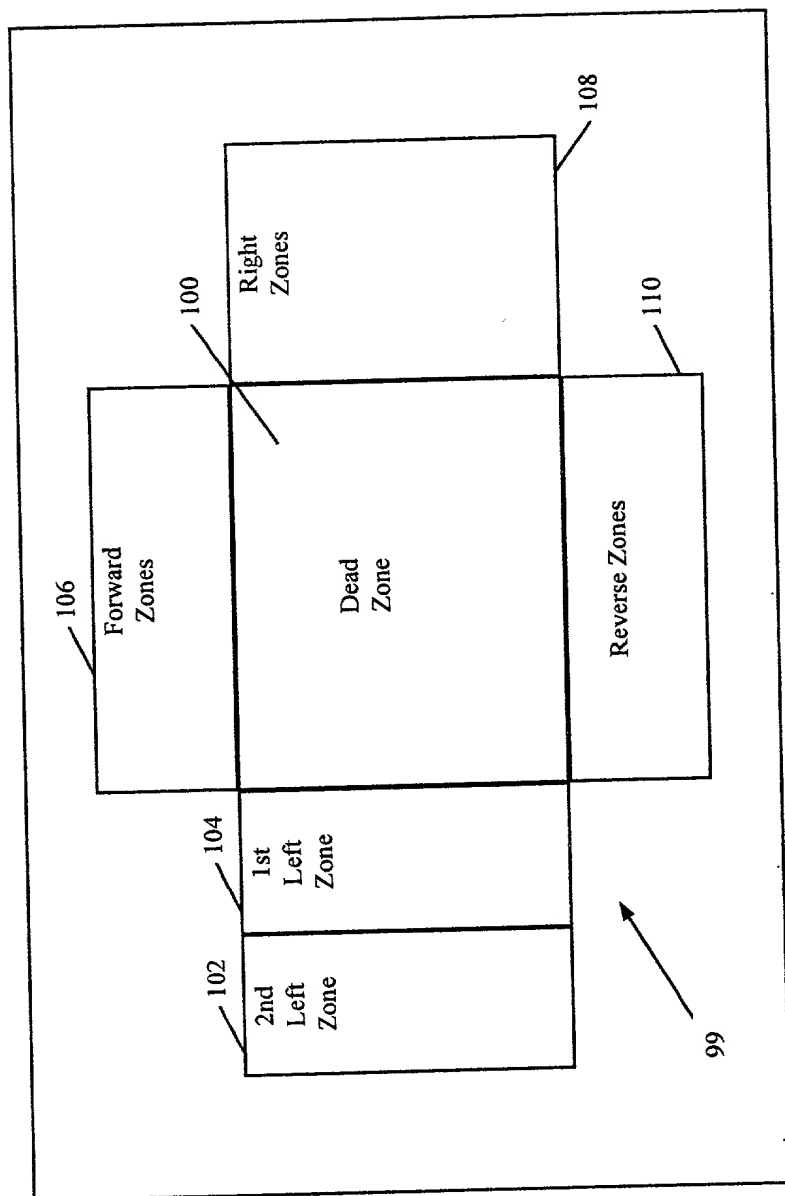 106
Forward
Zones
100
Right
Zones
108
102
2nd
Left
Zone
104
1st
Left
Zone
Dead
Zone
Reverse Zones
110
99